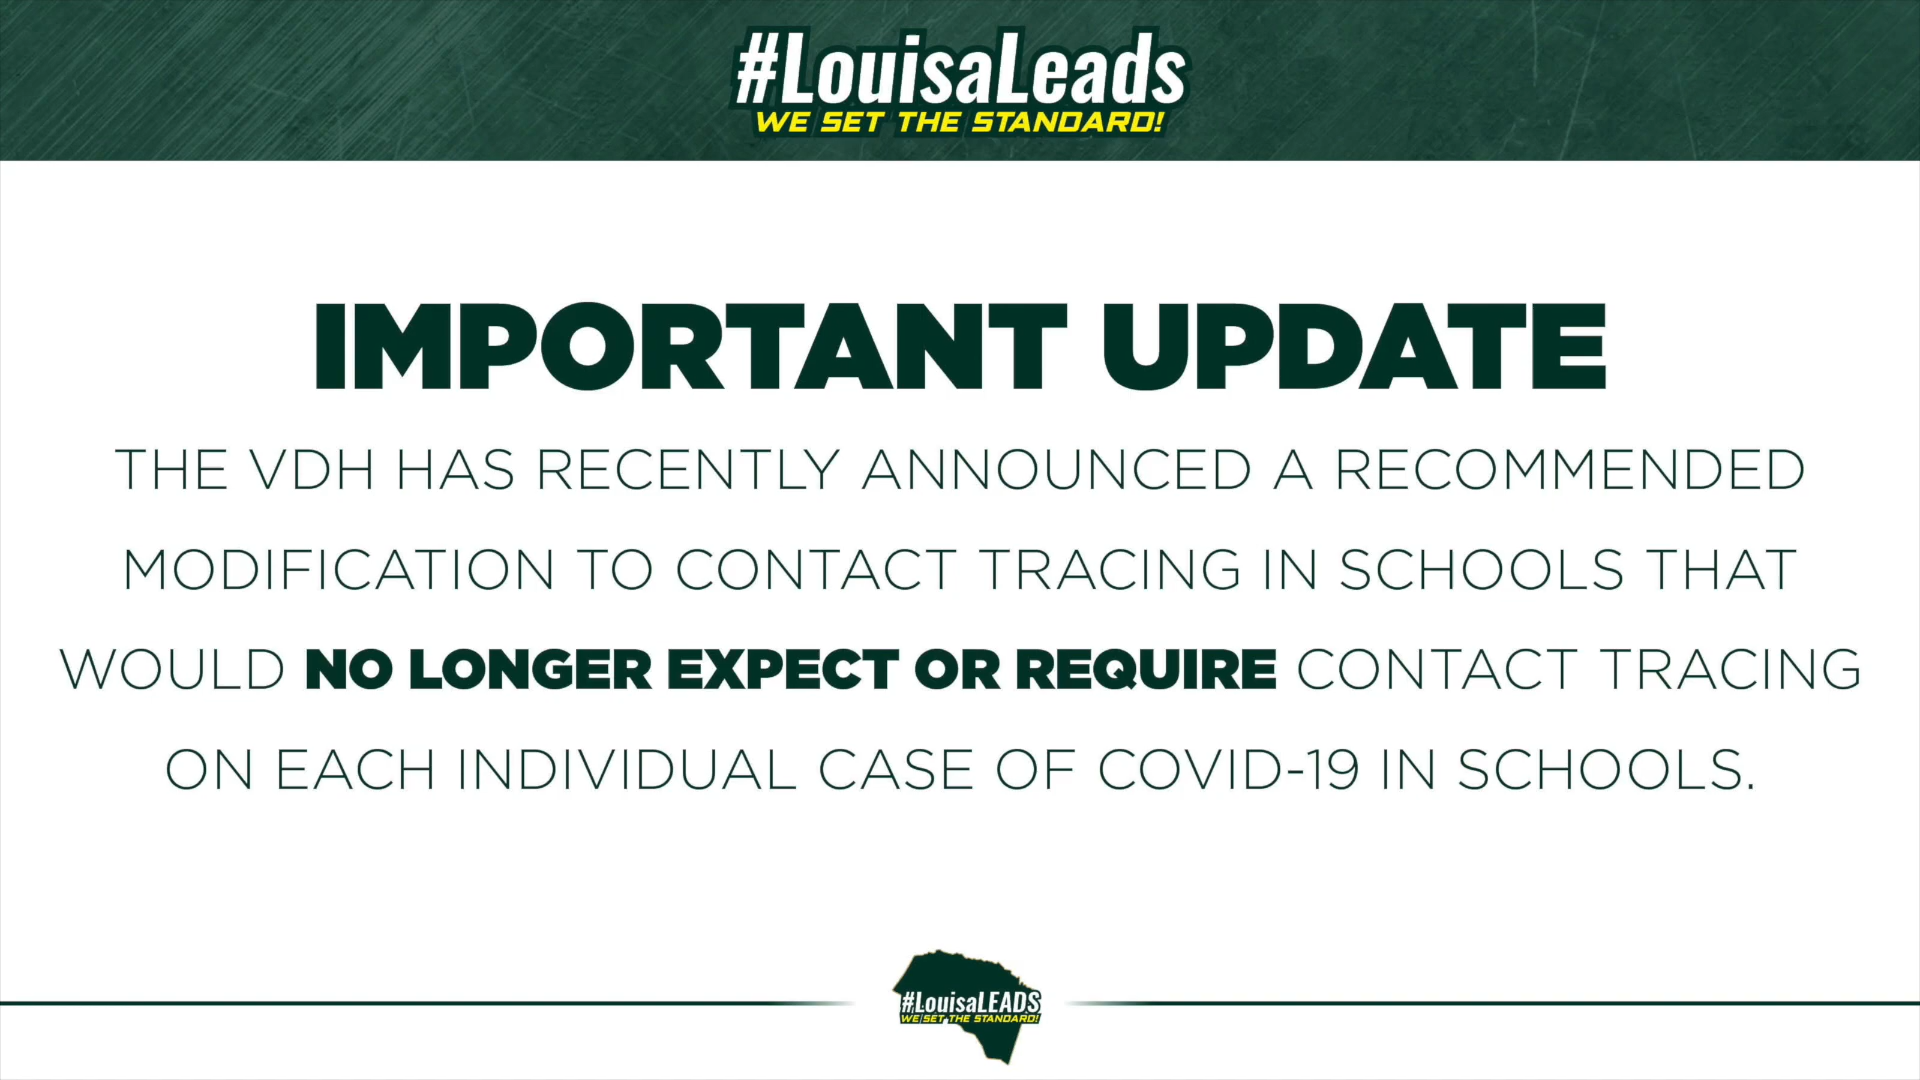 #LouisaLeads
WE SET THE STANDARD!
IMPORTANT UPDATE
THE VDH HAS RECENTLY ANNOUNCED A RECOMMENDED
MODIFICATION TO CONTACT TRACING IN SCHOOLS THAT
WOULD NO LONGER EXPECT OR REQUIRE CONTACT TRACING
ON EACH INDIVIDUAL CASE OF COVID-19 IN SCHOOLS.
#LouisaLEADS
WE SET THE STANDARD!